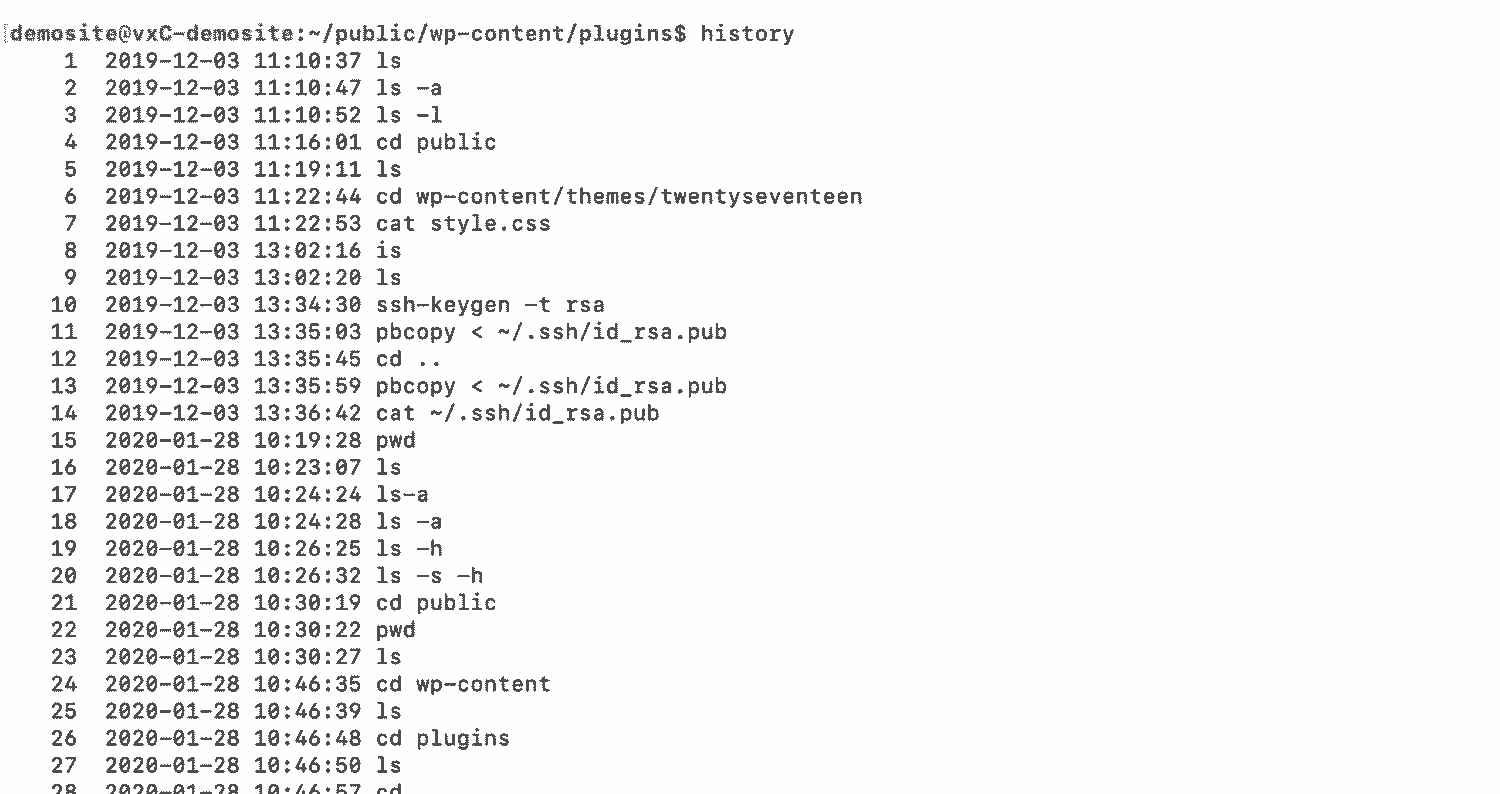 demosite@vxC-demosite:~/public/wp-content/plugins$ history
1 2019-12-03 11:10:37 ls
2 2019-12-03 11:10:47 ls -a
3 2019-12-03 11:10:52 ls -l
4 2019-12-03 11:16:01 cd public
5 2019-12-03 11:19:11 ls
6 2019-12-03 11:22:44 cd wp-content/themes/twentyseventeen
7 2019-12-03 11:22:53 cat style.css
8 2019-12-03 13:02:16 is
9 2019-12-03 13:02:20 ls
10 2019-12-03 13:34:30 ssh-keygen -t rsa
11 2019-12-03 13:35:03 pbcopy < ~/.ssh/id_rsa.pub
12 2019-12-03 13:35:45 cd ..
13 2019-12-03 13:35:59 pbcopy < ~/.ssh/id_rsa.pub
14 2019-12-03 13:36:42 cat ~/.ssh/id_rsa.pub
15 2020-01-28 10:19:28 pwd
16 2020-01-28 10:23:07 ls
17 2020-01-28 10:24:24 ls-a
18 2020-01-28 10:24:28 ls -a
19 2020-01-28 10:26:25 ls -h
20 2020-01-28 10:26:32 ls -s -h
21 2020-01-28 10:30:19 cd public
22 2020-01-28 10:30:22 pwd
23 2020-01-28 10:30:27 ls
24 2020-01-28 10:46:35 cd wp-content
25 2020-01-28 10:46:39 ls
26 2020-01-28 10:46:48 cd plugins
27 2020-01-28 10:46:50 ls
28 2020-01-28 10:46:57 cd